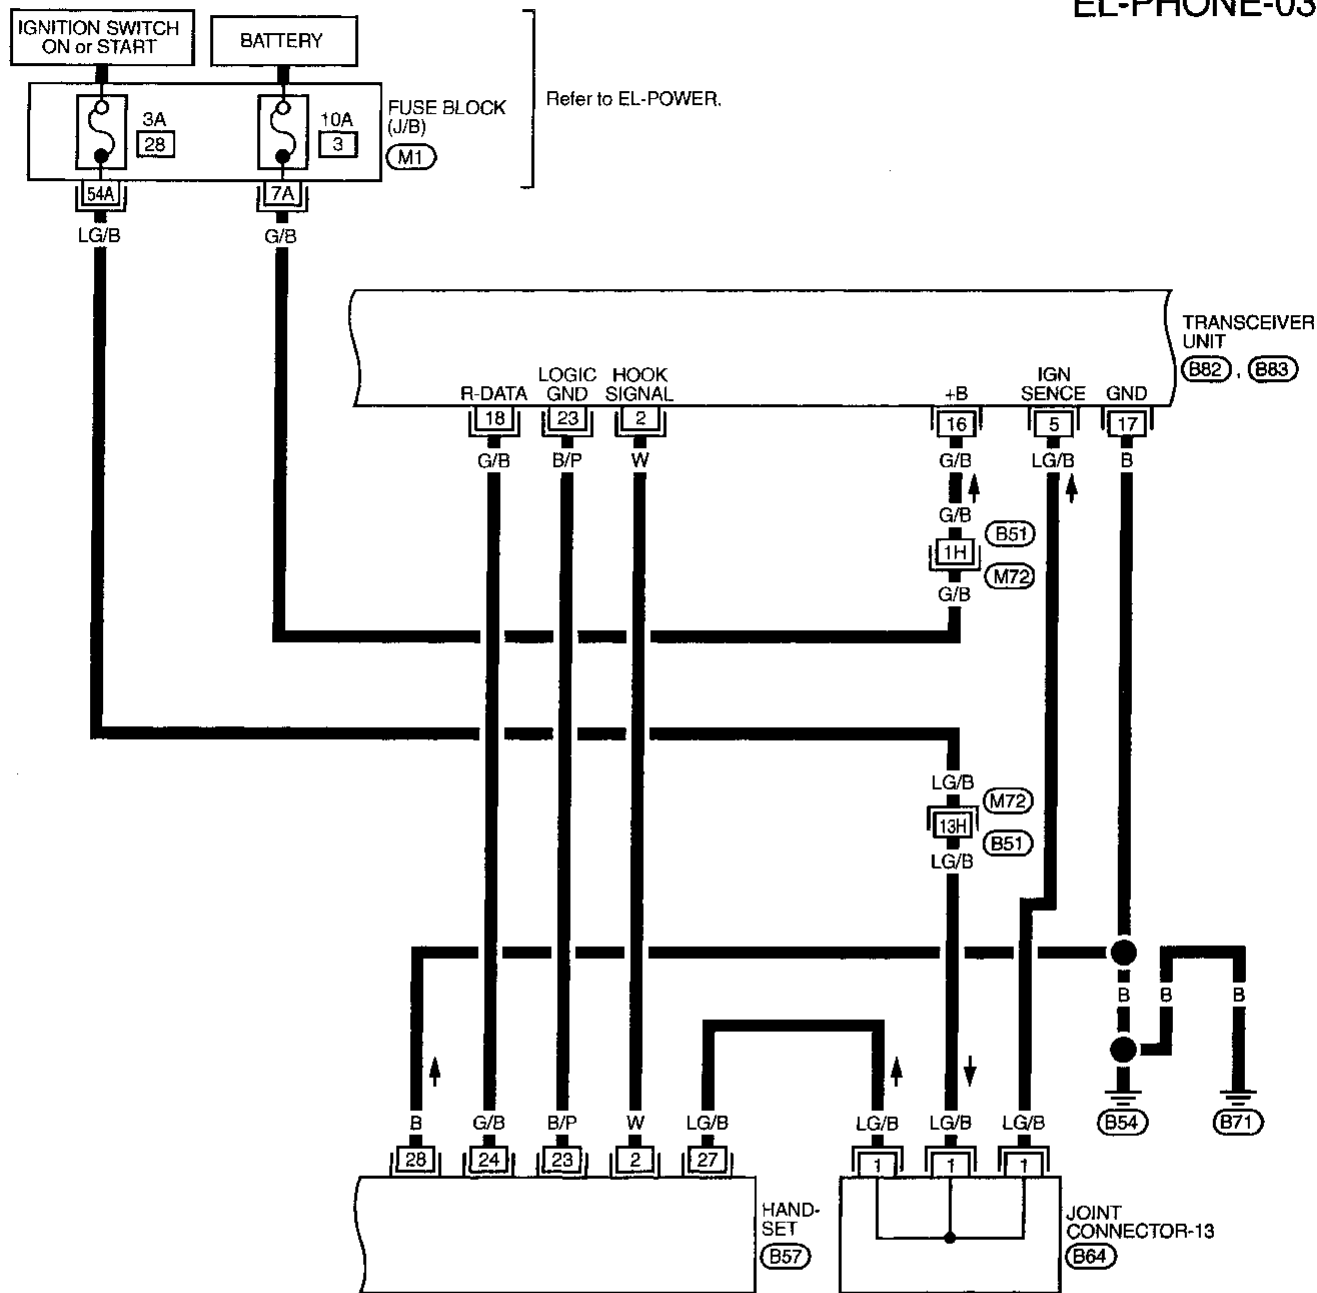 EL-PHONE-03
IGNITION SWITCH
ON or START
BATTERY
3A
28
10A
3
FUSE BLOCK
(J/B)
M1
Refer to EL-POWER.
54A
7A
LG/B
G/B
TRANSCEIVER
UNIT
B82 , B83
R-DATA
LOGIC
GND
HOOK
SIGNAL
+B
IGN
SENCE
GND
18
23
2
16
5
17
G/B
B/P
W
G/B
LG/B
B
G/B
B51
1H
M72
G/B
LG/B
M72
13H
B51
LG/B
B
B
B
B54
B71
B
G/B
B/P
W
LG/B
LG/B
LG/B
LG/B
28
24
23
2
27
1
1
1
HAND-
SET
B57
JOINT
CONNECTOR-13
B64